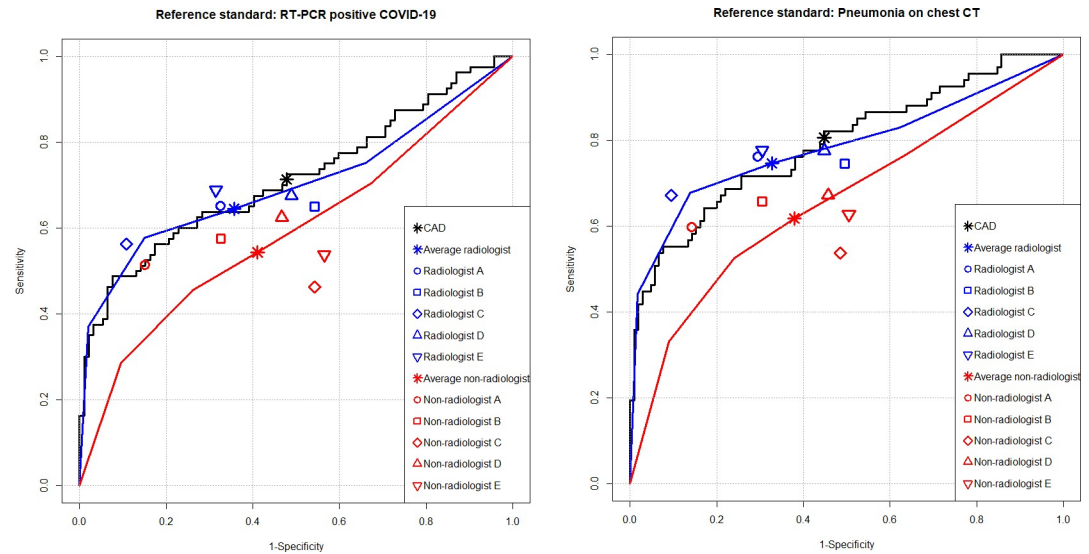 Reference standard: RT-PCR positive COVID-19
Sensitivity
1.0
0.8
0.6
0.4
0.2
0.0
0.0 0.2 0.4 0.6 0.8 1.0
1-Specificity
CAD
Average radiologist
Radiologist A
Radiologist B
Radiologist C
Radiologist D
Radiologist E
Average non-radiologist
Non-radiologist A
Non-radiologist B
Non-radiologist C
Non-radiologist D
Non-radiologist E
Reference standard: Pneumonia on chest CT
Sensitivity
1.0
0.8
0.6
0.4
0.2
0.0
0.0 0.2 0.4 0.6 0.8 1.0
1-Specificity
CAD
Average radiologist
Radiologist A
Radiologist B
Radiologist C
Radiologist D
Radiologist E
Average non-radiologist
Non-radiologist A
Non-radiologist B
Non-radiologist C
Non-radiologist D
Non-radiologist E